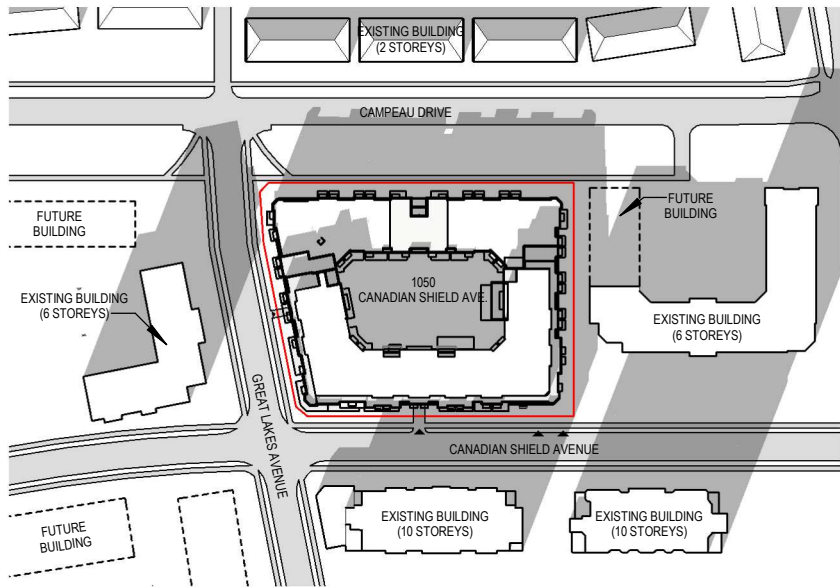 EXISTING BUILDING
(2 STOREYS)
CAMPEAU DRIVE
FUTURE
BUILDING
FUTURE
BUILDING
1050
CANADIAN SHIELD AVE.
EXISTING BUILDING
(6 STOREYS)
EXISTING BUILDING
(6 STOREYS)
GREAT LAKES AVENUE
CANADIAN SHIELD AVENUE
FUTURE
BUILDING
EXISTING BUILDING
(10 STOREYS)
EXISTING BUILDING
(10 STOREYS)